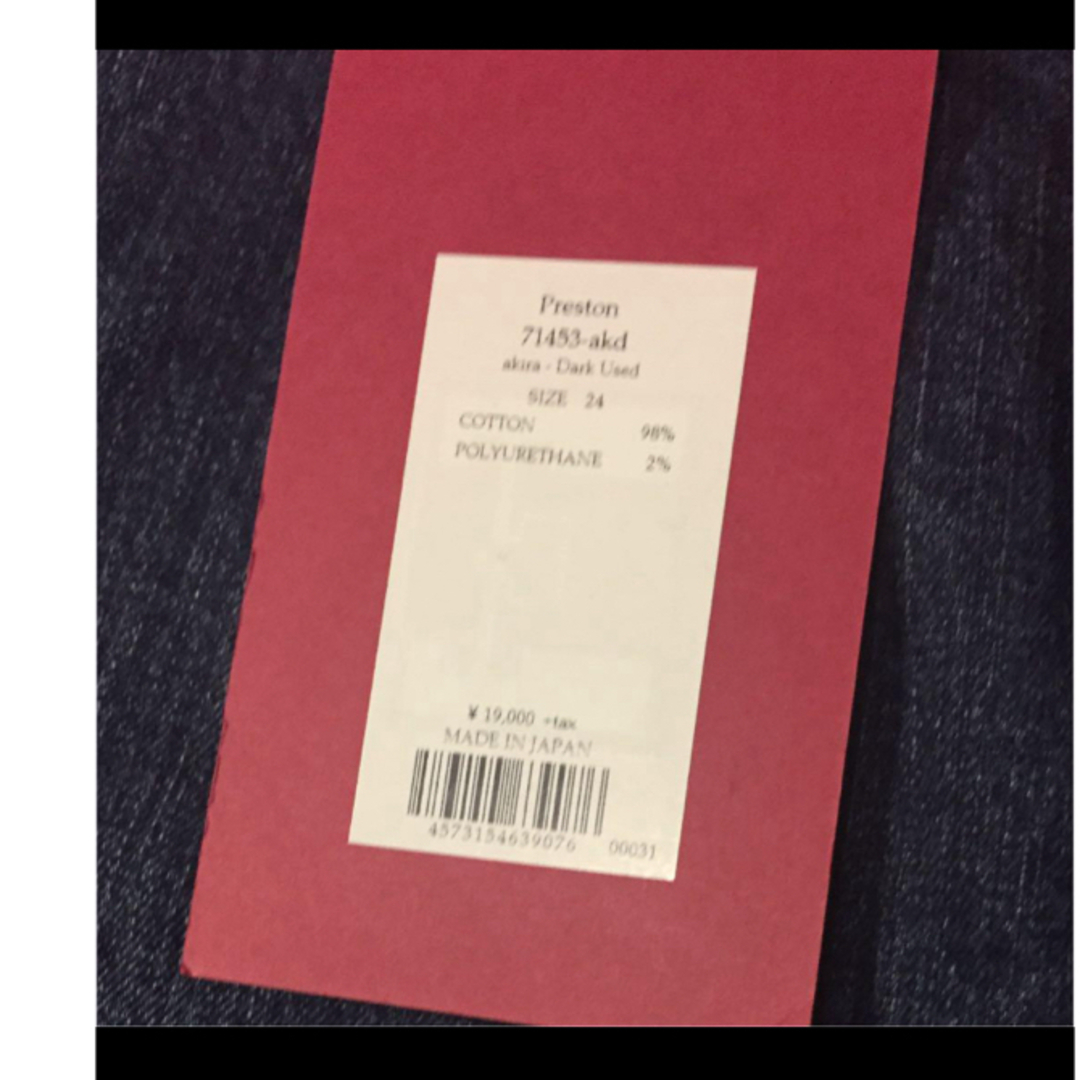 Preston
71453-akd
akira - Dark Used
SIZE 24
COTTON 98%
POLYURETHANE 2%
¥ 19,000 +tax
MADE IN JAPAN
4573154639076 00031